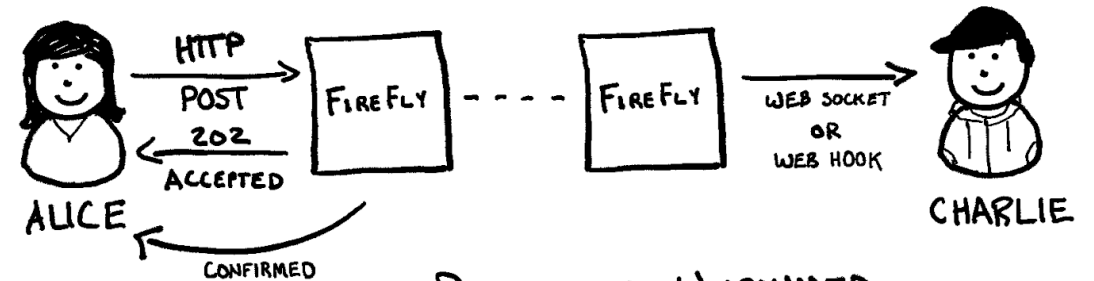 HTTP
POST
202
ACCEPTED
ALICE
CONFIRMED
FIREFLY
FIREFLY
WEB SOCKET
OR
WEB HOOK
CHARLIE